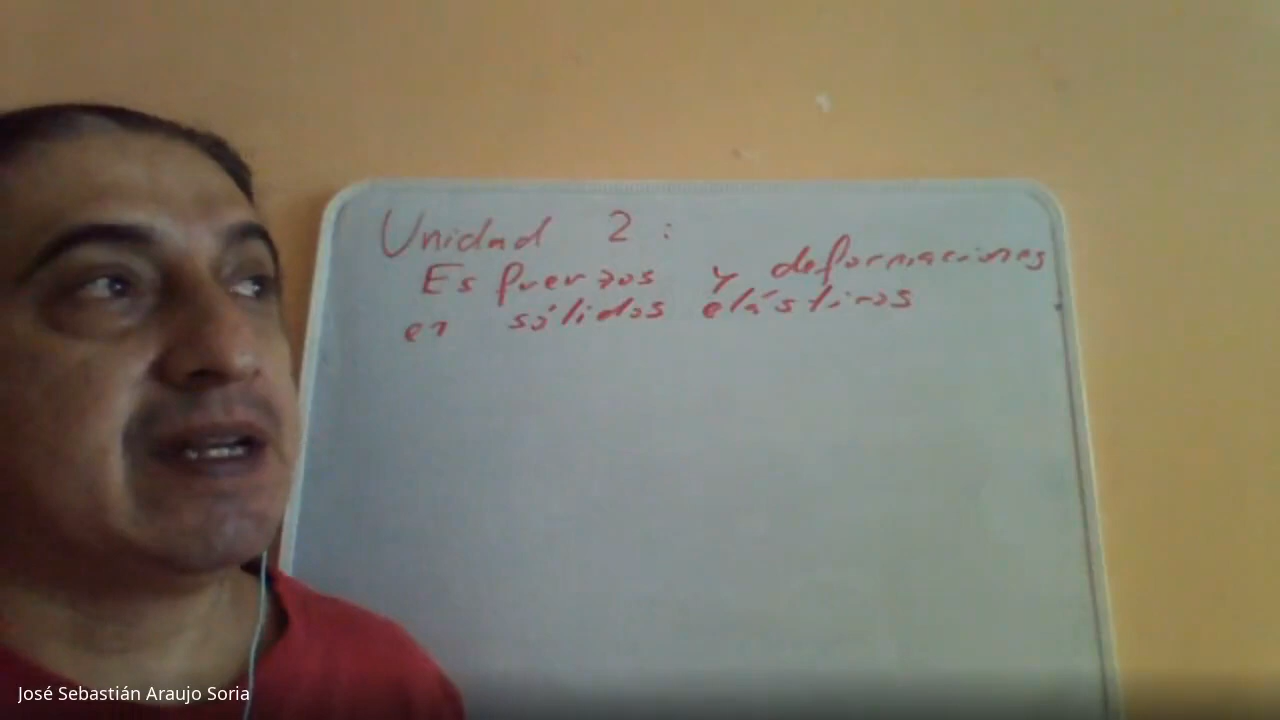 Unidad 2:
Esfuerzos y deformaciones
en sólidos elásticos
José Sebastián Araujo Soria